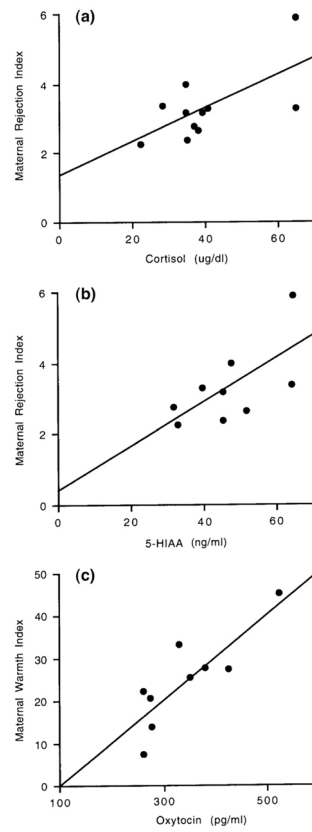 (a)
Maternal Rejection Index
6
4
2
0
0 20 40 60
Cortisol (ug/dl)
(b)
Maternal Rejection Index
6
4
2
0
0 20 40 60
5-HIAA (ng/ml)
(c)
Maternal Warmth Index
50
40
30
20
10
0
100 300 500
Oxytocin (pg/ml)